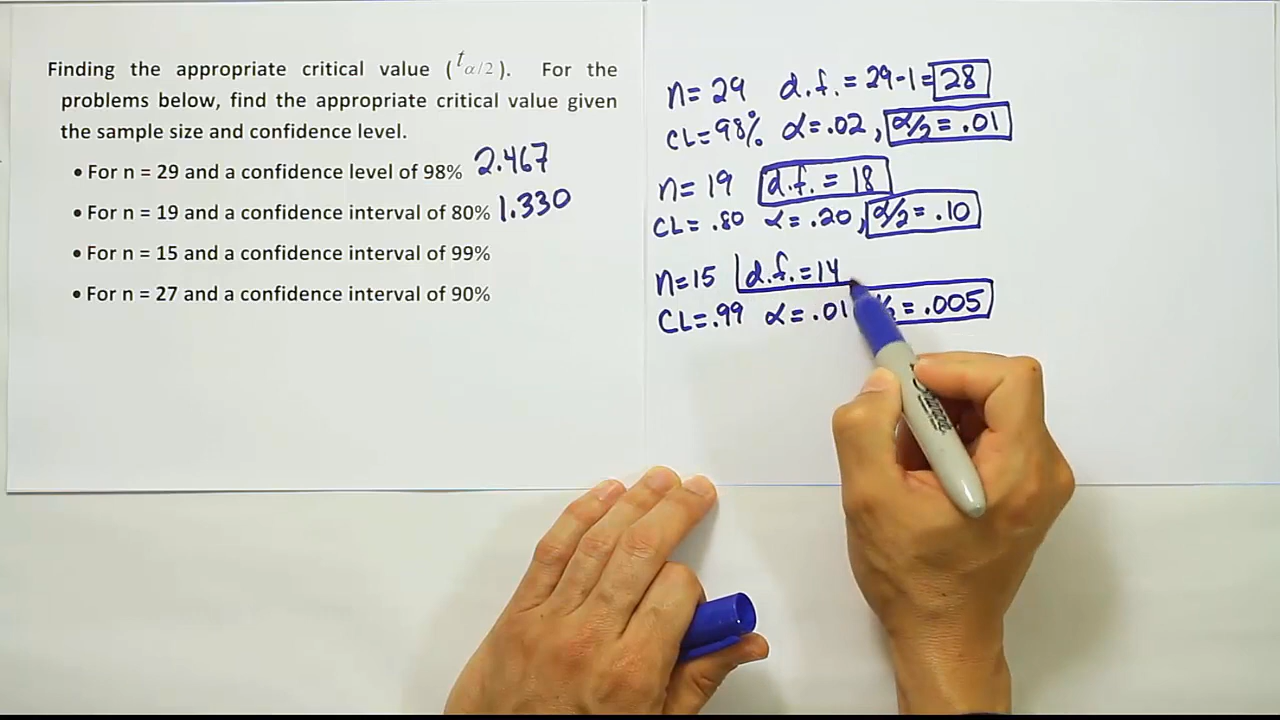 Finding the appropriate critical value (tα/2). For the
problems below, find the appropriate critical value given
the sample size and confidence level.
• For n = 29 and a confidence level of 98% 2.467
• For n = 19 and a confidence interval of 80% 1.330
• For n = 15 and a confidence interval of 99%
• For n = 27 and a confidence interval of 90%
n = 29 d.f. = 29-1 = 28
CL = 98% α = .02, α/2 = .01
n = 19 d.f. = 18
CL = .80 α = .20, α/2 = .10
n = 15 d.f. = 14
CL = .99 α = .01 /2 = .005